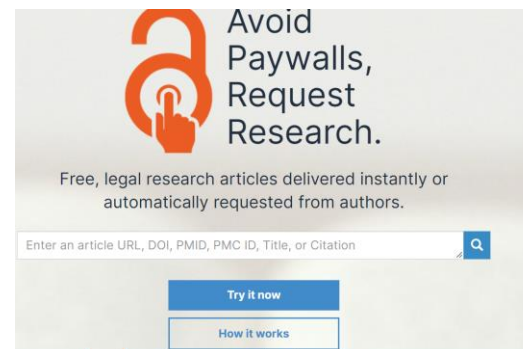 Avoid
Paywalls,
Request
Research.
Free, legal research articles delivered instantly or
automatically requested from authors.
Enter an article URL, DOI, PMID, PMC ID, Title, or Citation
Try it now
How it works